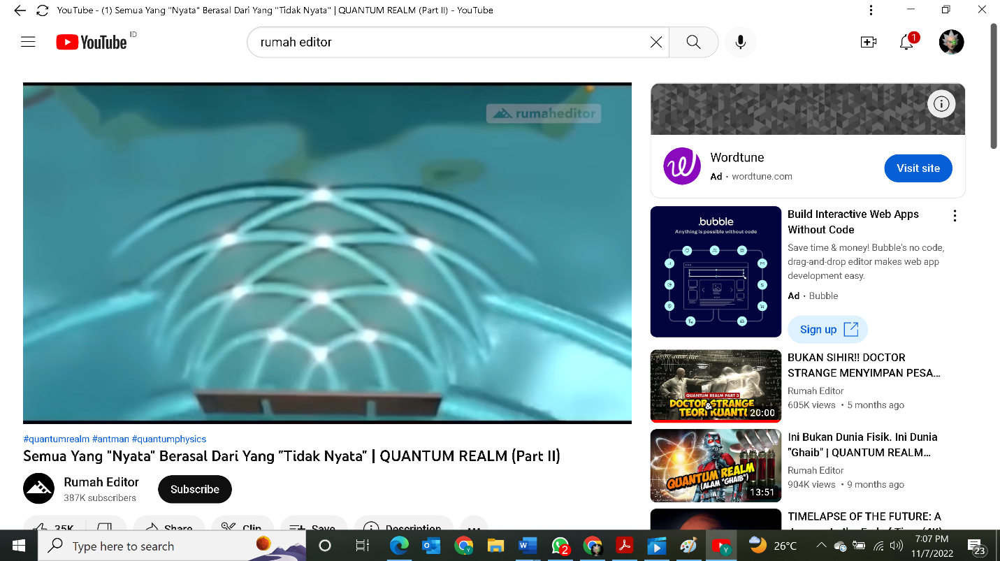 YouTube - (1) Semua Yang "Nyata" Berasal Dari Yang "Tidak Nyata" | QUANTUM REALM (Part II) - YouTube
YouTube ID
rumah editor
1
rumaheditor
#quantumrealm #antman #quantumphysics
Semua Yang "Nyata" Berasal Dari Yang "Tidak Nyata" | QUANTUM REALM (Part II)
Rumah Editor
387K subscribers
Subscribe
35K
Share
Clip
Save
Description
Wordtune
Ad · wordtune.com
Visit site
.bubble
Anything is possible without code
Build Interactive Web Apps
Without Code
Save time & money! Bubble's no code,
drag-and-drop editor makes web app
development easy.
Ad · Bubble
Sign up
QUANTUM REALM PART 3
DOCTOR STRANGE
&
TEORI KUANTU
20:00
BUKAN SIHIR!! DOCTOR
STRANGE MENYIMPAN PESA...
Rumah Editor
605K views • 5 months ago
QUANTUM REALM
(ALAM "GHAIB")
13:51
Ini Bukan Dunia Fisik. Ini Dunia
"Ghaib" | QUANTUM REALM...
Rumah Editor
904K views • 9 months ago
TIMELAPSE OF THE FUTURE: A
Type here to search
2
26°C
7:07 PM
11/7/2022
23